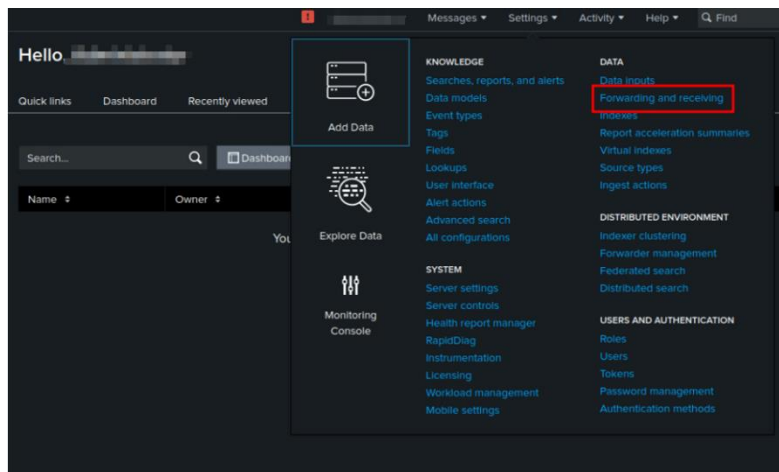 ! Messages ▾ Settings ▾ Activity ▾ Help ▾ Find
Hello,
Quick links Dashboard Recently viewed
Search...
Dashboar
Name Owner
You
Add Data
Explore Data
Monitoring
Console
KNOWLEDGE
Searches, reports, and alerts
Data models
Event types
Tags
Fields
Lookups
User interface
Alert actions
Advanced search
All configurations
SYSTEM
Server settings
Server controls
Health report manager
RapidDiag
Instrumentation
Licensing
Workload management
Mobile settings
DATA
Data inputs
Forwarding and receiving
Indexes
Report acceleration summaries
Virtual indexes
Source types
Ingest actions
DISTRIBUTED ENVIRONMENT
Indexer clustering
Forwarder management
Federated search
Distributed search
USERS AND AUTHENTICATION
Roles
Users
Tokens
Password management
Authentication methods